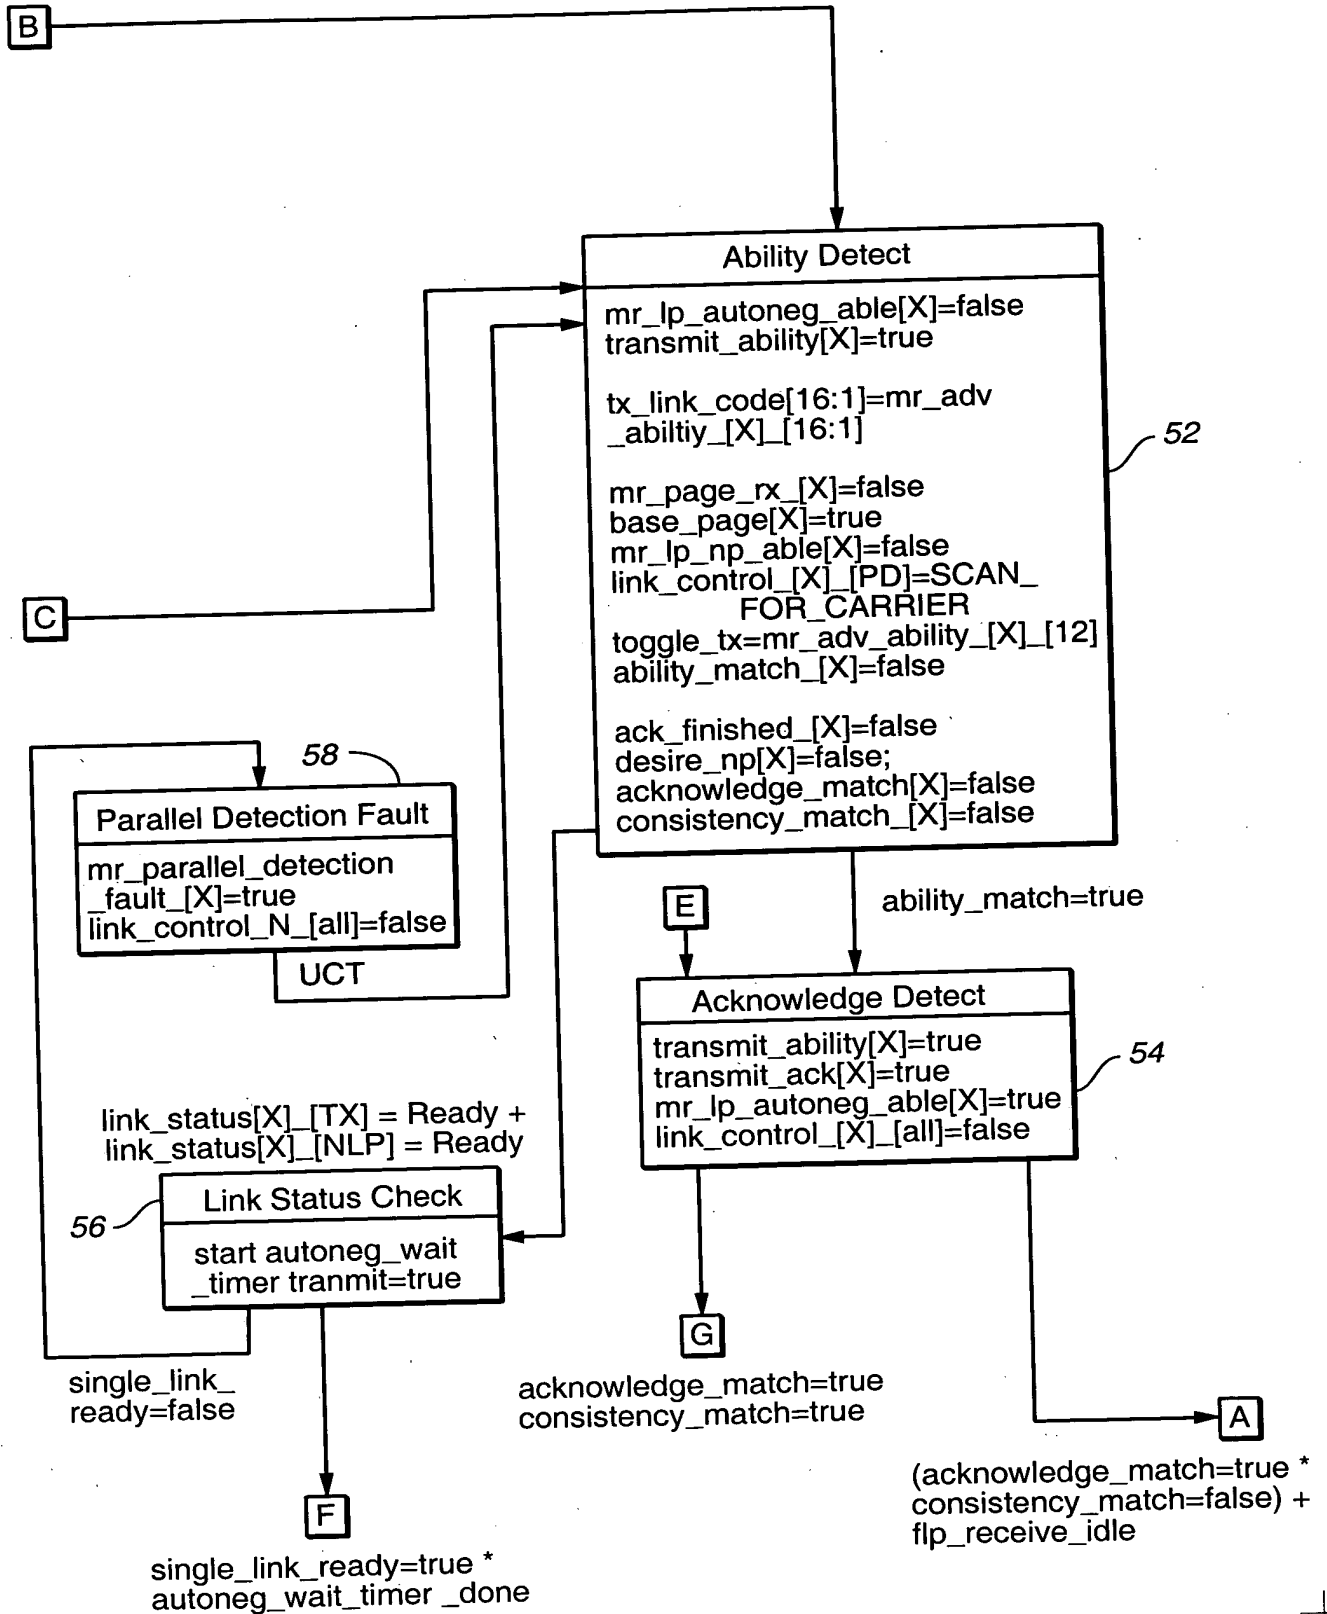 B
Ability Detect
mr_lp_autoneg_able[X]=false
transmit_ability[X]=true
tx_link_code[16:1]=mr_adv
_abiltiy_[X]_[16:1]
52
mr_page_rx_[X]=false
base_page[X]=true
mr_lp_np_able[X]=false
link_control_[X]_[PD]=SCAN_
FOR_CARRIER
toggle_tx=mr_adv_ability_[X]_[12]
ability_match_[X]=false
ack_finished_[X]=false
desire_np[X]=false;
acknowledge_match[X]=false
consistency_match_[X]=false
C
58
Parallel Detection Fault
mr_parallel_detection
_fault_[X]=true
link_control_N_[all]=false
UCT
E
ability_match=true
Acknowledge Detect
transmit_ability[X]=true
transmit_ack[X]=true
mr_lp_autoneg_able[X]=true
link_control_[X]_[all]=false
54
link_status[X]_[TX] = Ready +
link_status[X]_[NLP] = Ready
Link Status Check
56
start autoneg_wait
_timer tranmit=true
single_link_
ready=false
G
acknowledge_match=true
consistency_match=true
A
(acknowledge_match=true *
consistency_match=false) +
flp_receive_idle
F
single_link_ready=true *
autoneg_wait_timer _done